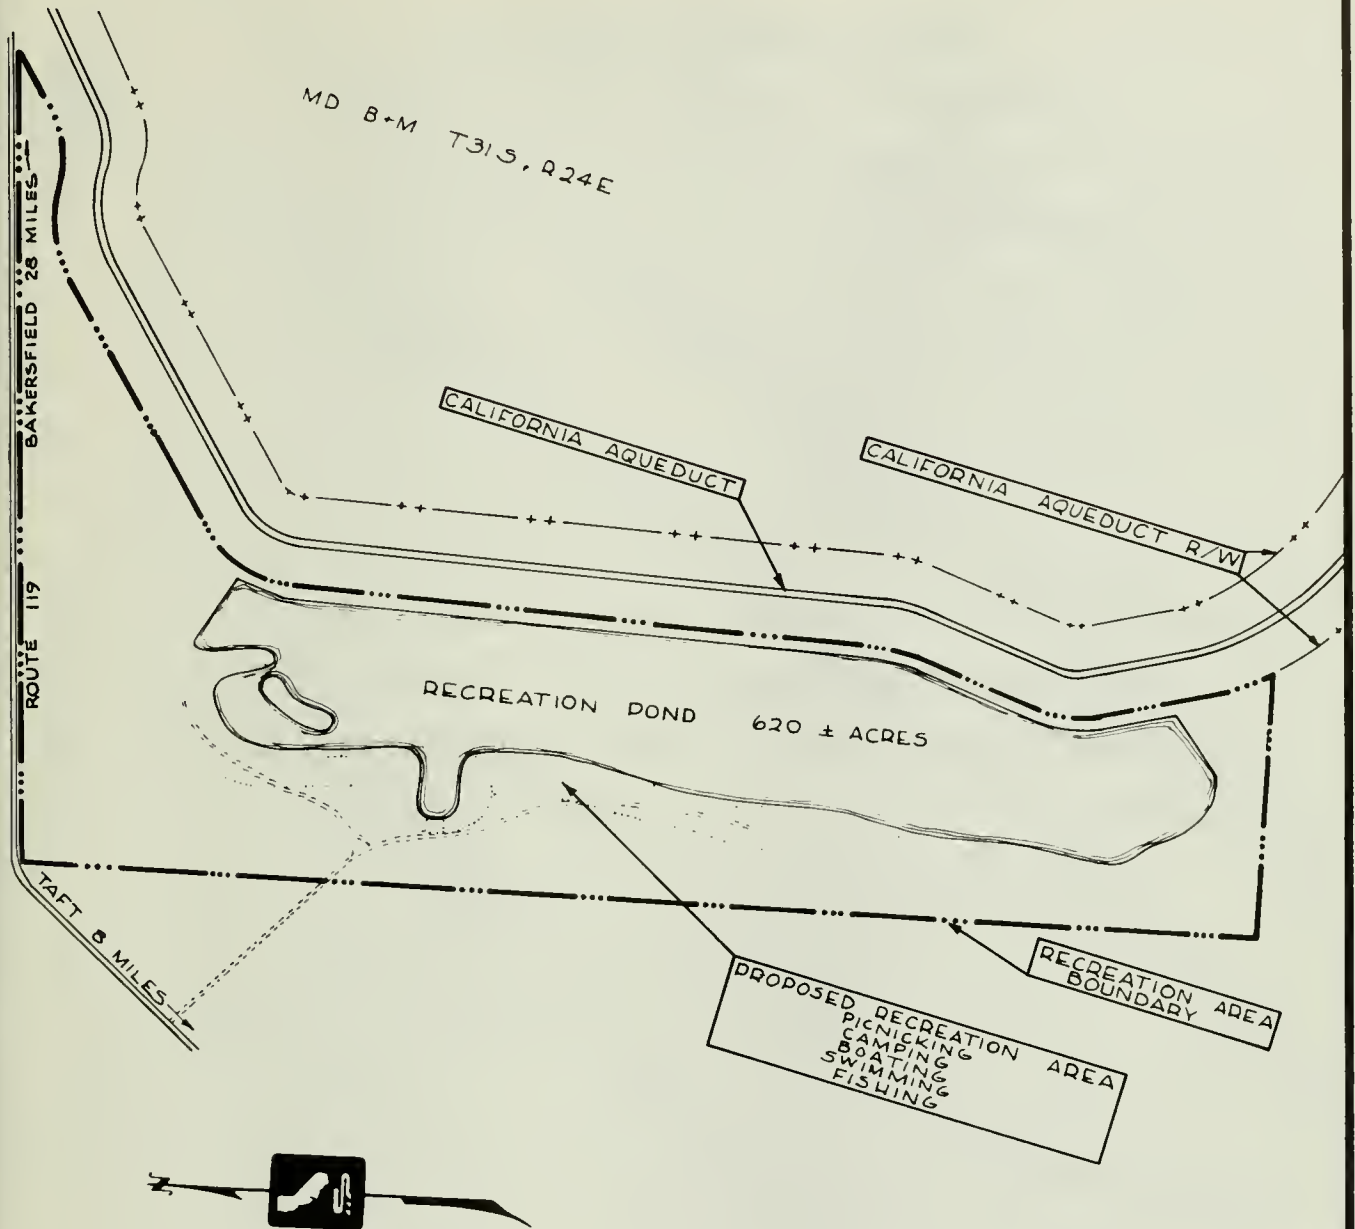 MD B+M T31S, R24E
BAKERSFIELD 28 MILES
ROUTE 119
CALIFORNIA AQUEDUCT
CALIFORNIA AQUEDUCT R/W
RECREATION POND 620 ± ACRES
TAFT 8 MILES
RECREATION AREA
BOUNDARY
PROPOSED RECREATION AREA
PICNICKING
CAMPING
BOATING
SWIMMING
FISHING
N